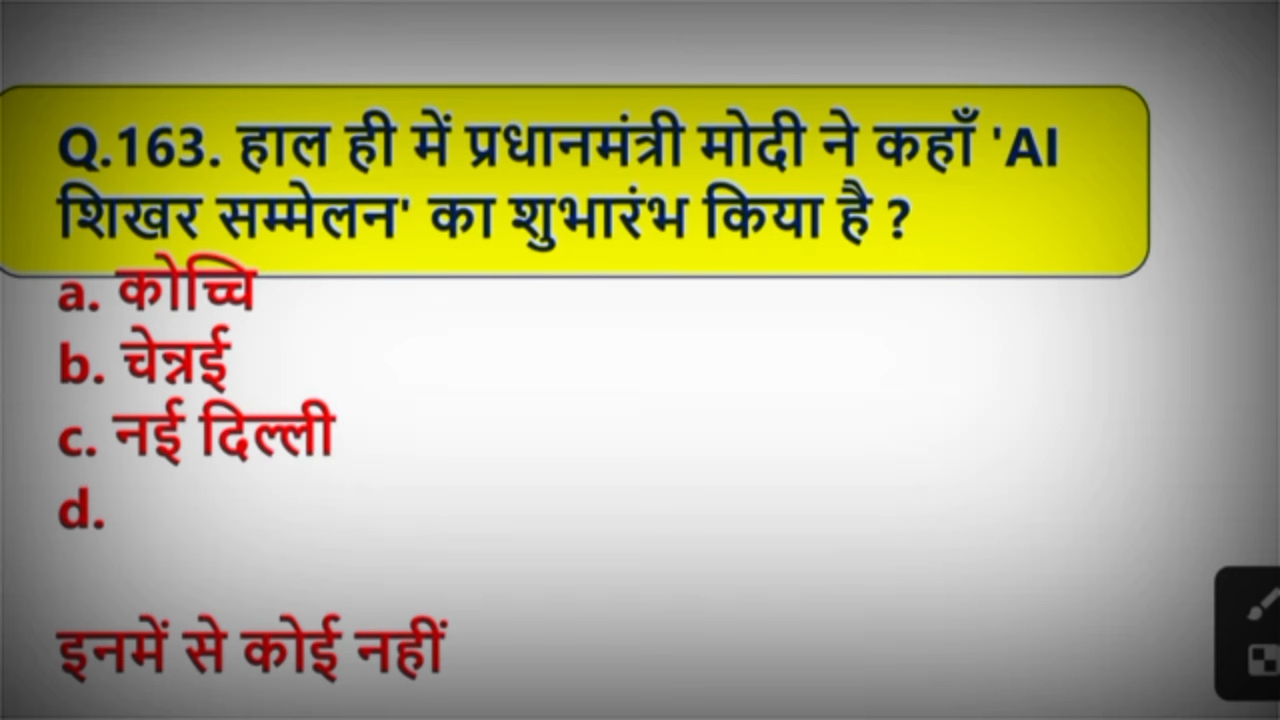 Q.163. हाल ही में प्रधानमंत्री मोदी ने कहाँ 'AI
शिखर सम्मेलन' का शुभारंभ किया है ?
a. कोच्चि
b. चेन्नई
c. नई दिल्ली
d.
इनमें से कोई नहीं